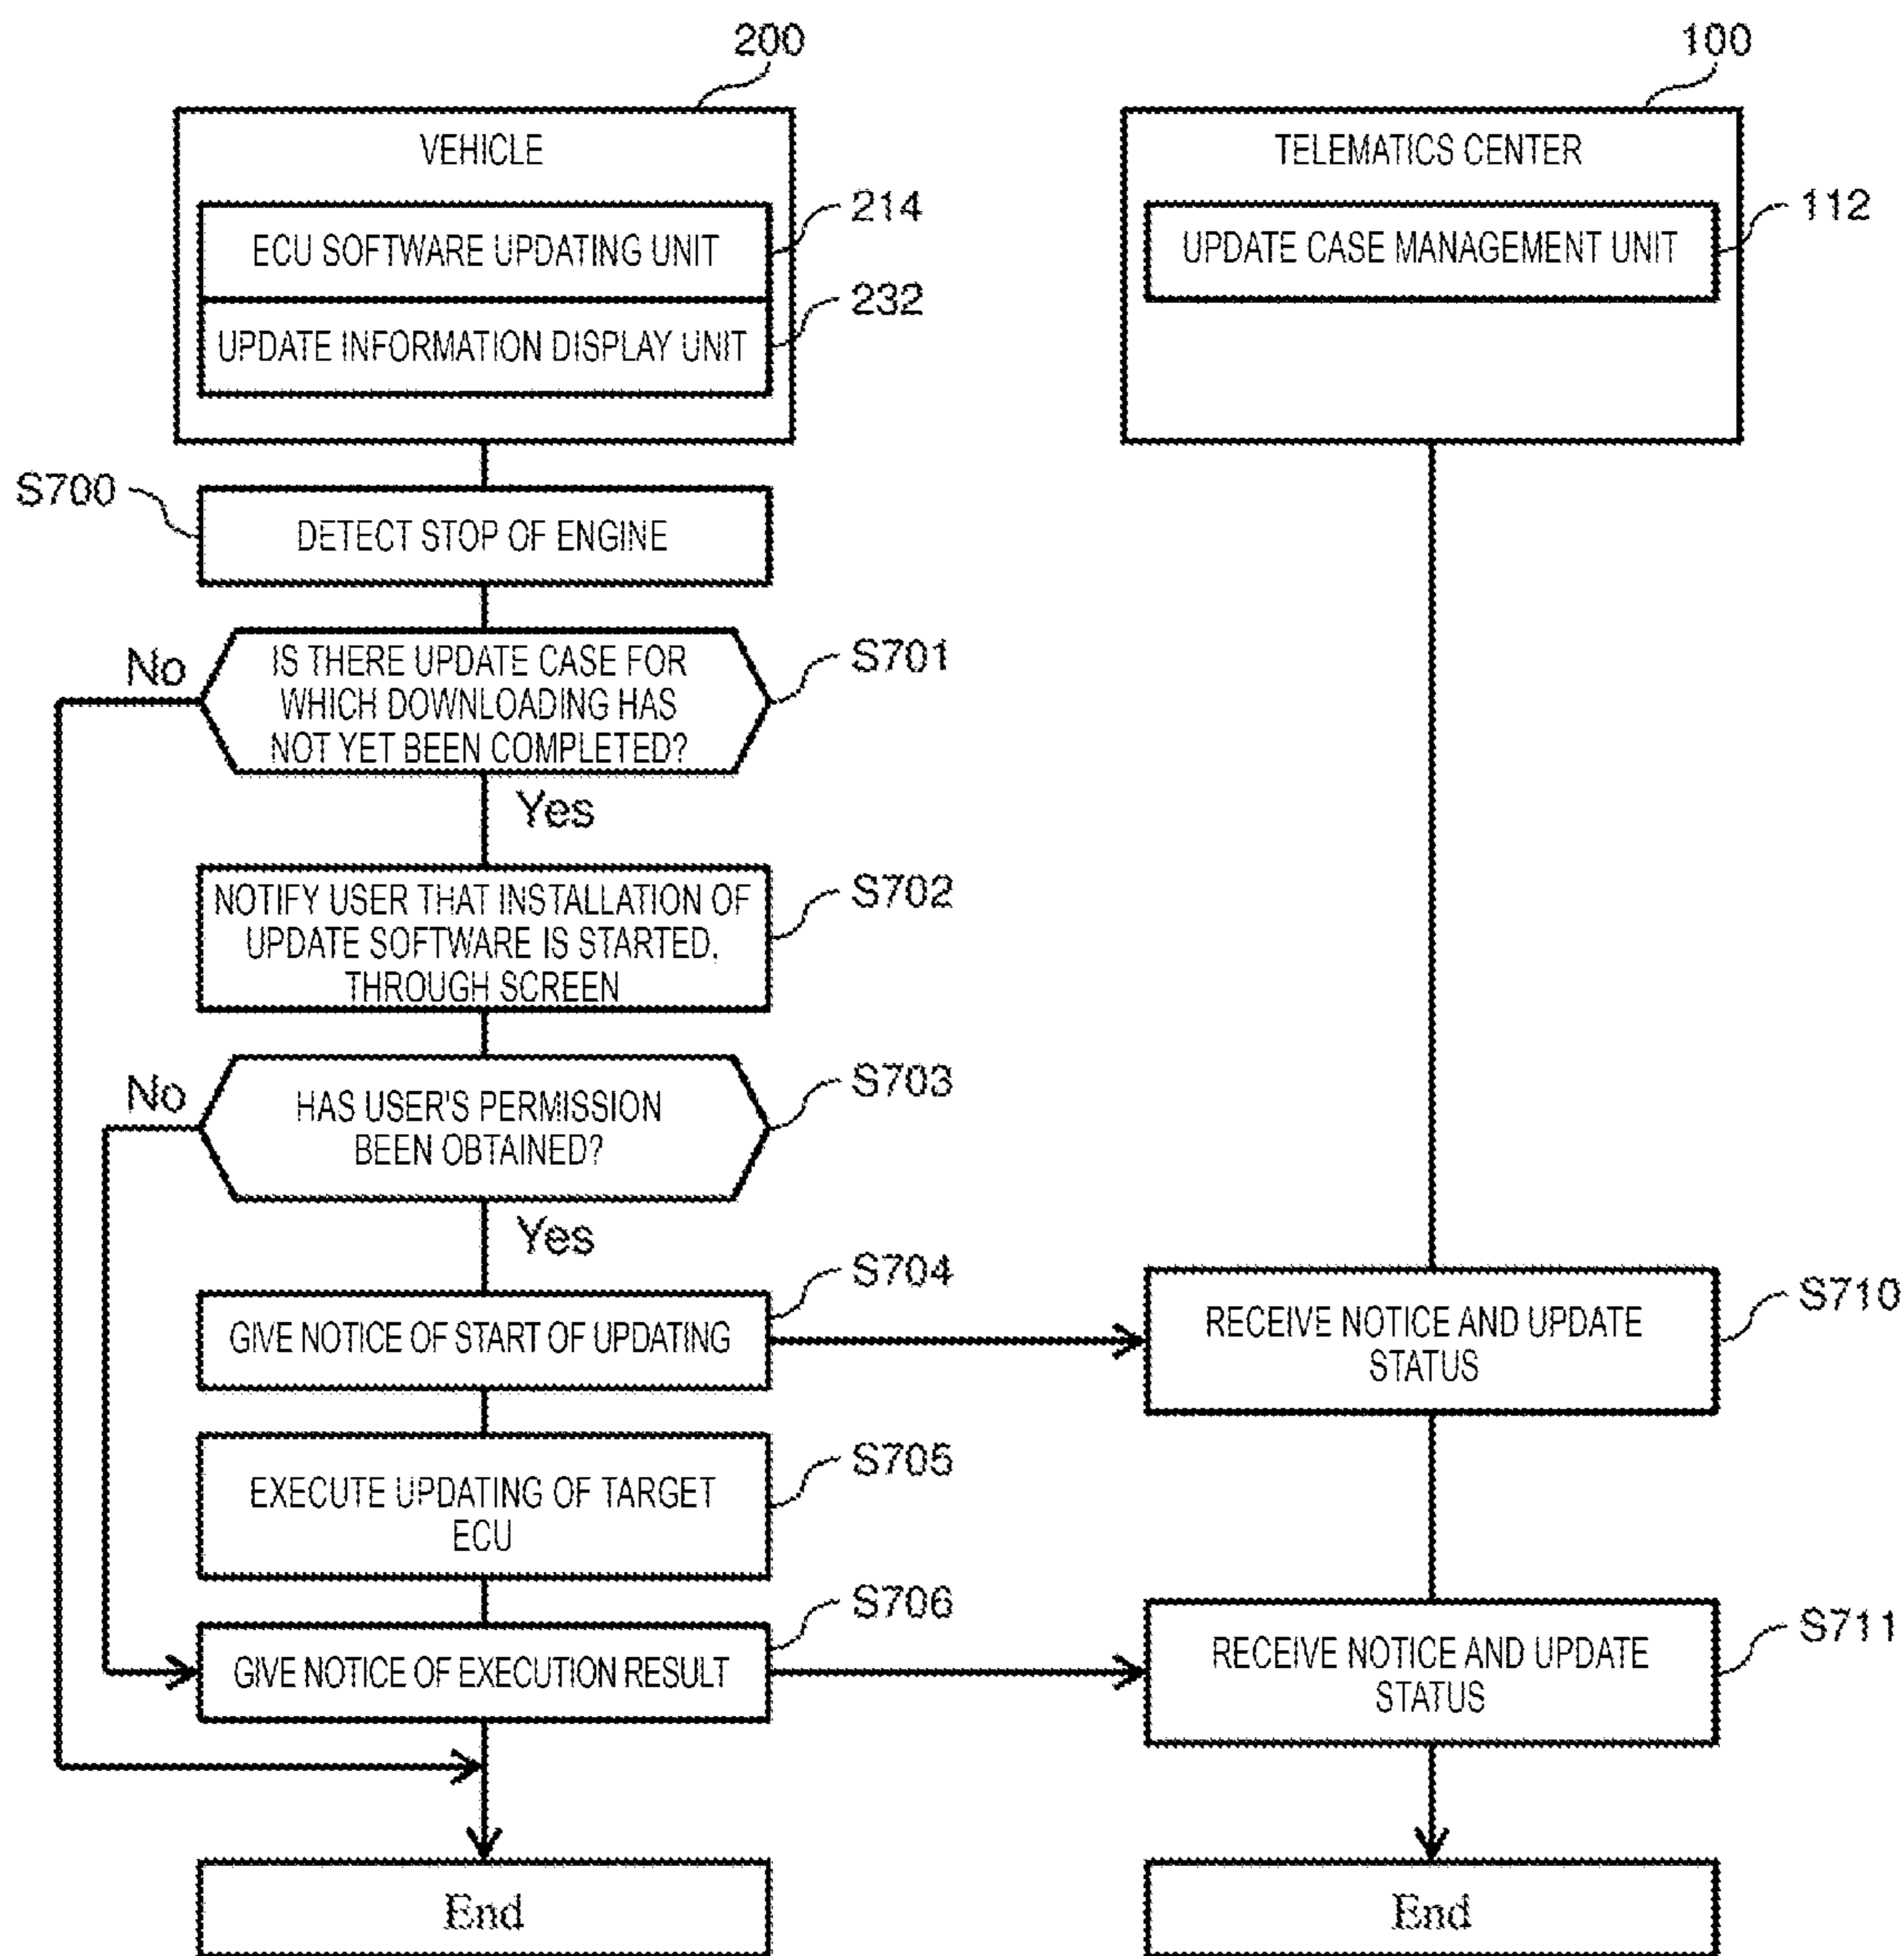 200
100
VEHICLE
TELEMATICS CENTER
214
ECU SOFTWARE UPDATING UNIT
112
UPDATE CASE MANAGEMENT UNIT
232
UPDATE INFORMATION DISPLAY UNIT
S700
DETECT STOP OF ENGINE
No
IS THERE UPDATE CASE FOR
WHICH DOWNLOADING HAS
NOT YET BEEN COMPLETED?
S701
Yes
NOTIFY USER THAT INSTALLATION OF
UPDATE SOFTWARE IS STARTED,
THROUGH SCREEN
S702
No
HAS USER'S PERMISSION
BEEN OBTAINED?
S703
Yes
S704
GIVE NOTICE OF START OF UPDATING
RECEIVE NOTICE AND UPDATE
STATUS
S710
EXECUTE UPDATING OF TARGET
ECU
S705
S706
GIVE NOTICE OF EXECUTION RESULT
RECEIVE NOTICE AND UPDATE
STATUS
S711
End
End